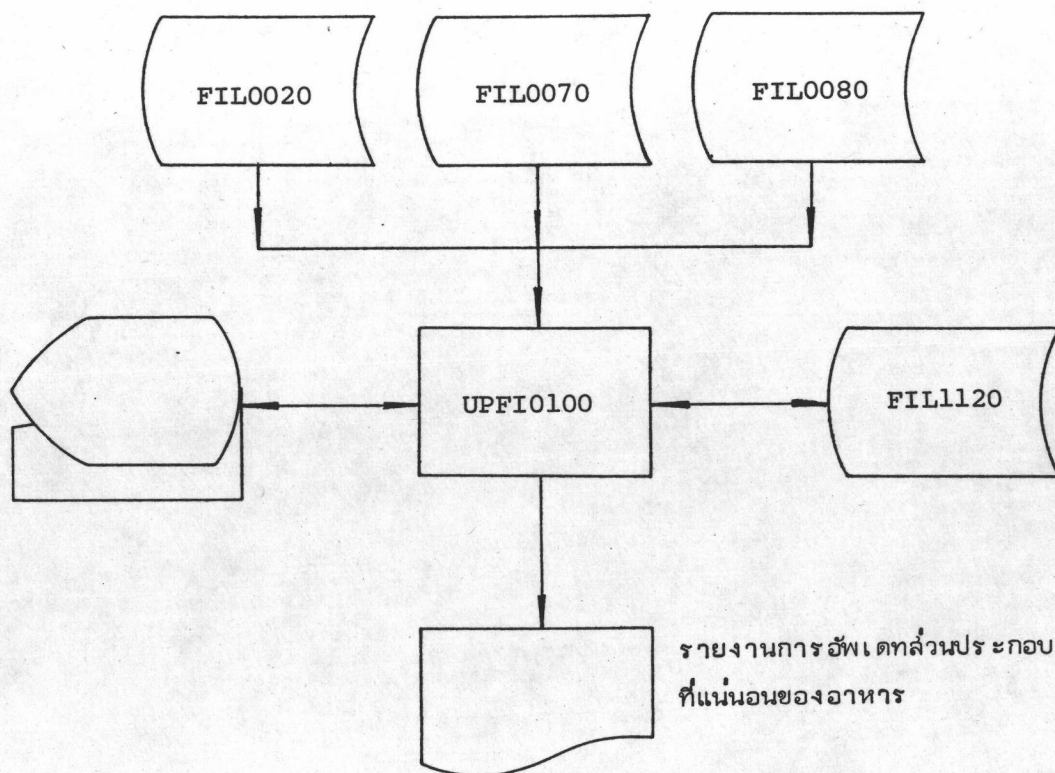 FIL0020
FIL0070
FIL0080
UPFI0100
FIL1120
รายงานการอัพเดทส่วนประกอบ
ที่แน่นอนของอาหาร